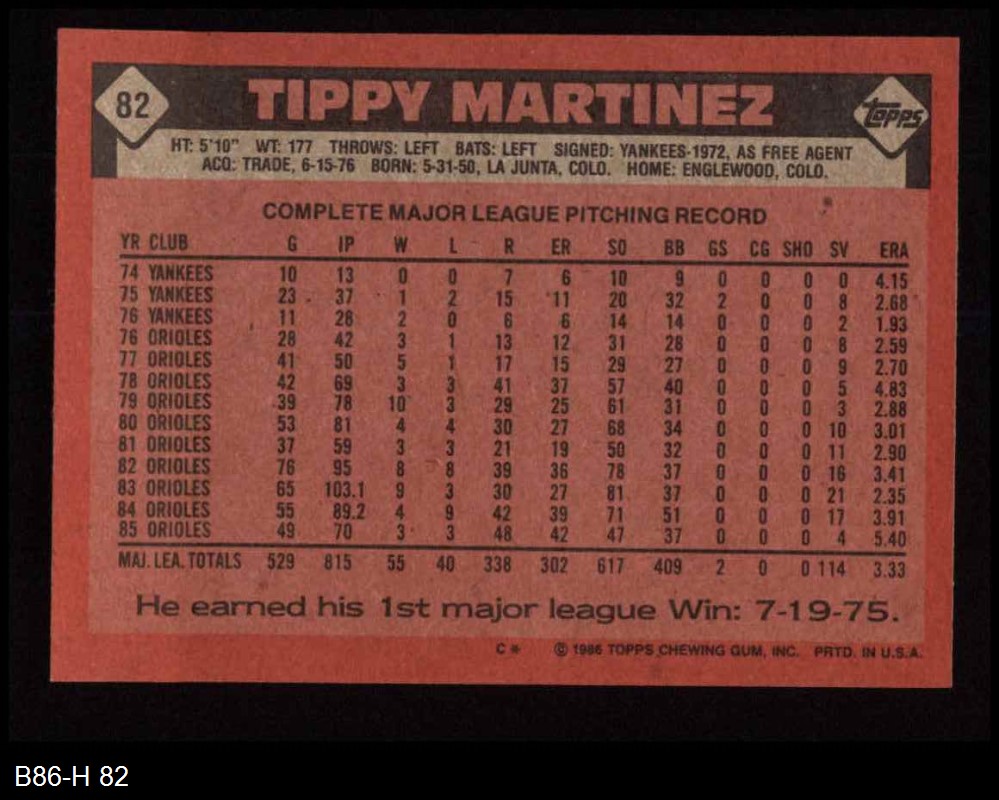 82
TIPPY MARTINEZ
topps
HT: 5'10" WT: 177 THROWS: LEFT BATS: LEFT SIGNED: YANKEES-1972, AS FREE AGENT
ACQ: TRADE, 6-15-76 BORN: 5-31-50, LA JUNTA, COLO. HOME: ENGLEWOOD, COLO.
COMPLETE MAJOR LEAGUE PITCHING RECORD
YR CLUB G IP W L R ER SO BB GS CG SHO SV ERA
74 YANKEES 10 13 0 0 7 6 10 9 0 0 0 0 4.15
75 YANKEES 23 37 1 2 15 11 20 32 2 0 0 8 2.68
76 YANKEES 11 28 2 0 6 6 14 14 0 0 0 2 1.93
76 ORIOLES 28 42 3 1 13 12 31 28 0 0 0 8 2.59
77 ORIOLES 41 50 5 1 17 15 29 27 0 0 0 9 2.70
78 ORIOLES 42 69 3 3 41 37 57 40 0 0 0 5 4.83
79 ORIOLES 39 78 10 3 29 25 61 31 0 0 0 3 2.88
80 ORIOLES 53 81 4 4 30 27 68 34 0 0 0 10 3.01
81 ORIOLES 37 59 3 3 21 19 50 32 0 0 0 11 2.90
82 ORIOLES 76 95 8 8 39 36 78 37 0 0 0 16 3.41
83 ORIOLES 65 103.1 9 3 30 27 81 37 0 0 0 21 2.35
84 ORIOLES 55 89.2 4 9 42 39 71 51 0 0 0 17 3.91
85 ORIOLES 49 70 3 3 48 42 47 37 0 0 0 4 5.40
MAJ. LEA. TOTALS 529 815 55 40 338 302 617 409 2 0 0 114 3.33
He earned his 1st major league Win: 7-19-75.
C* © 1986 TOPPS CHEWING GUM, INC. PRTD. IN U.S.A.
B86-H 82